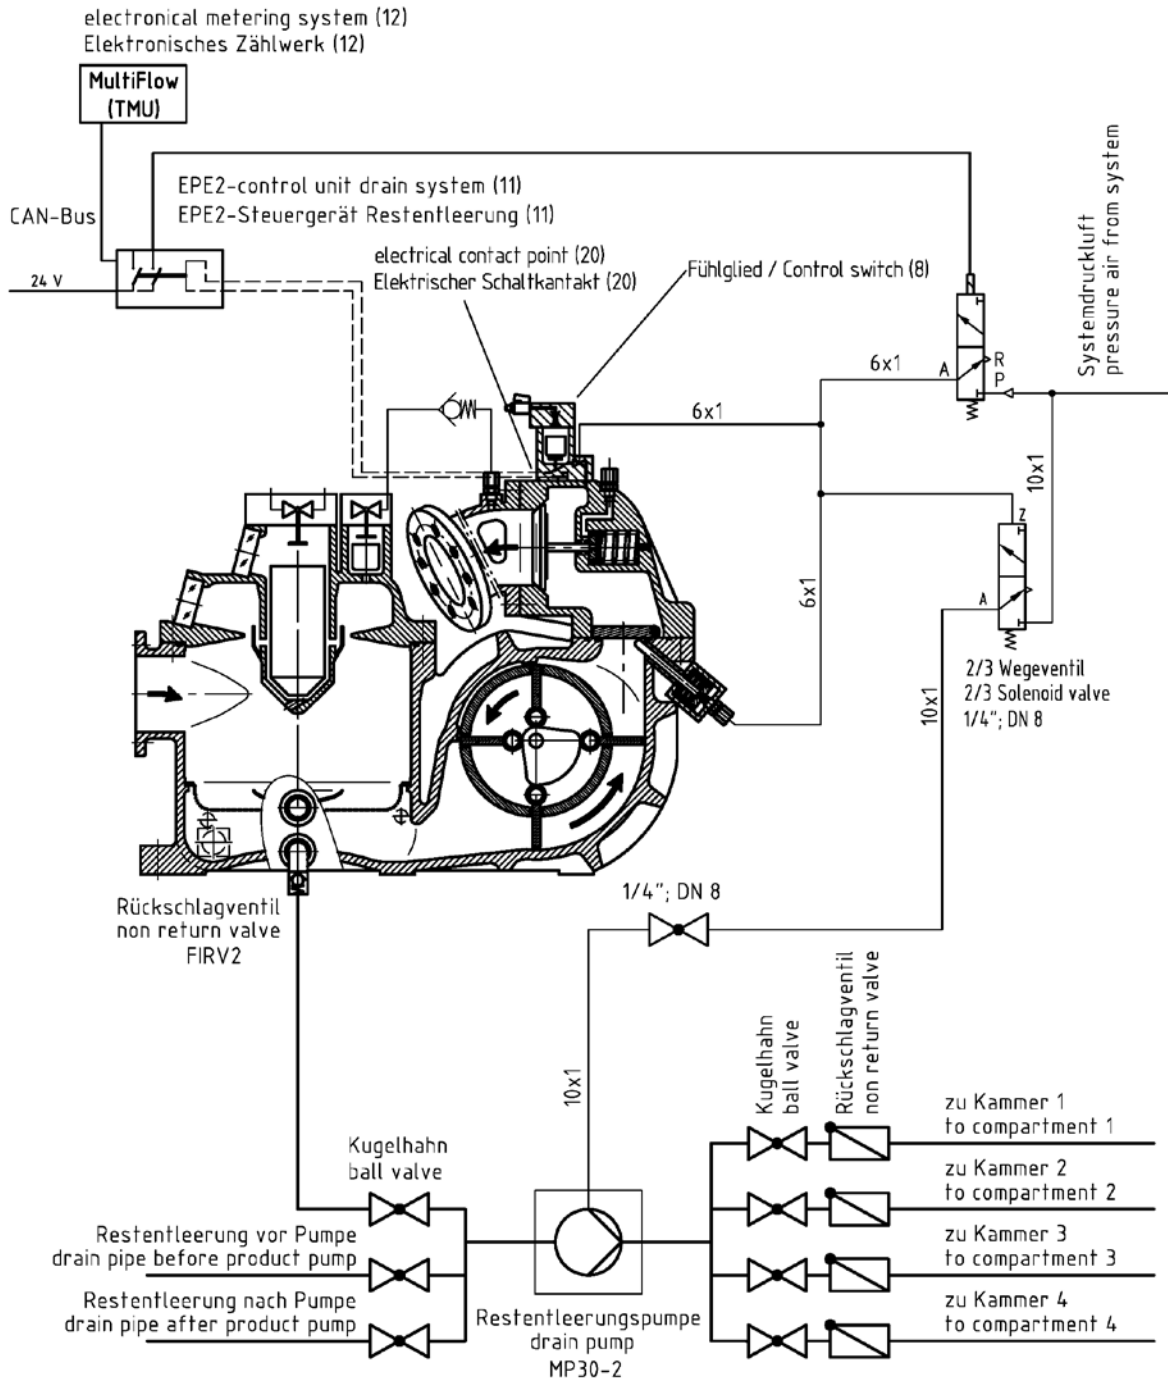 electronical metering system (12)
Elektronisches Zählwerk (12)
MultiFlow
(TMU)
EPE2-control unit drain system (11)
EPE2-Steuergerät Restentleerung (11)
CAN-Bus
24 V
electrical contact point (20)
Elektrischer Schaltkantakt (20)
Fühlglied / Control switch (8)
Systemdruckluft
pressure air from system
6x1
A
R
P
6x1
10x1
Z
6x1
A
10x1
2/3 Wegeventil
2/3 Solenoid valve
1/4"; DN 8
Rückschlagventil
non return valve
FIRV2
1/4"; DN 8
10x1
Kugelhahn
ball valve
Rückschlagventil
non return valve
Kugelhahn
ball valve
zu Kammer 1
to compartment 1
zu Kammer 2
to compartment 2
zu Kammer 3
to compartment 3
zu Kammer 4
to compartment 4
Restentleerung vor Pumpe
drain pipe before product pump
Restentleerung nach Pumpe
drain pipe after product pump
Restentleerungspumpe
drain pump
MP30-2